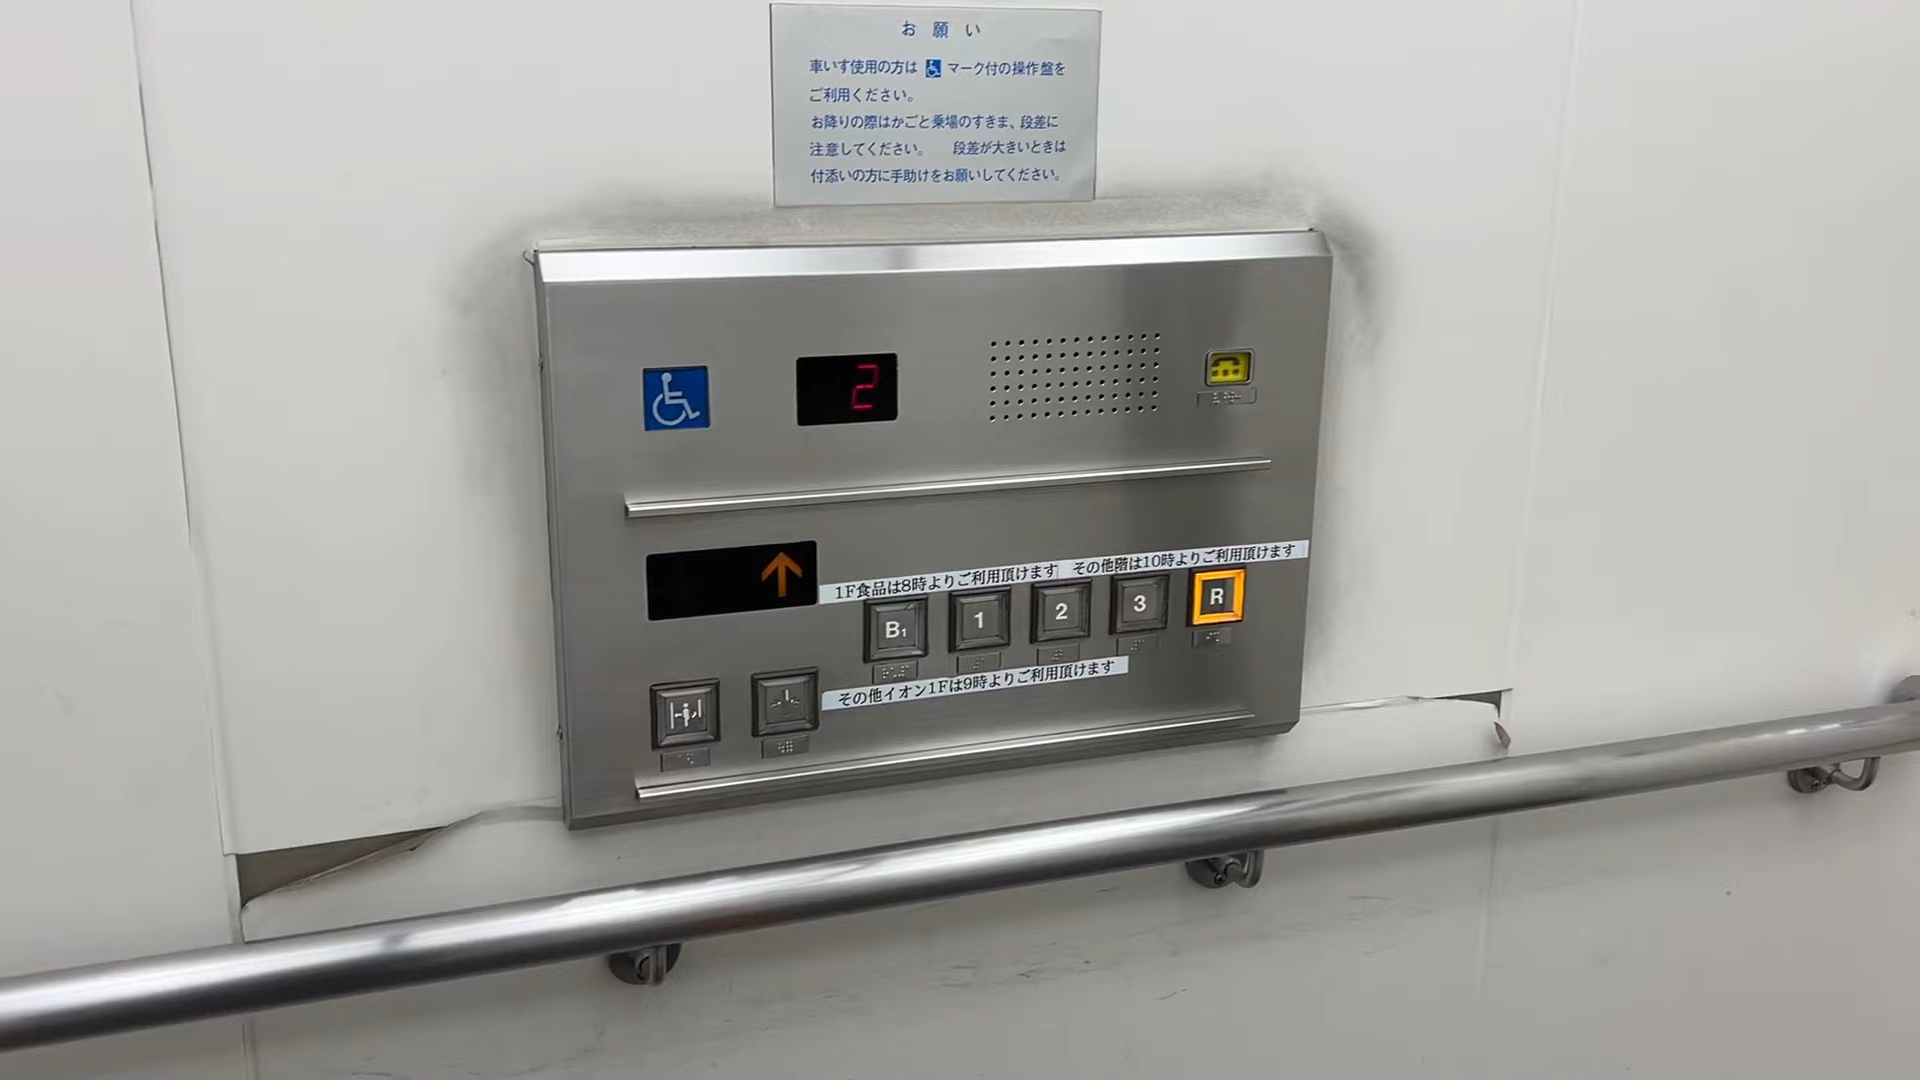 お願い
車いす使用の方は マーク付の操作盤を
ご利用ください。
お降りの際はかごと乗場のすきま、段差に
注意してください。 段差が大きいときは
付添いの方に手助けをお願いしてください。
2
1F食品は8時よりご利用頂けます その他階は10時よりご利用頂けます
B1 1 2 3 R
その他イオン1Fは9時よりご利用頂けます